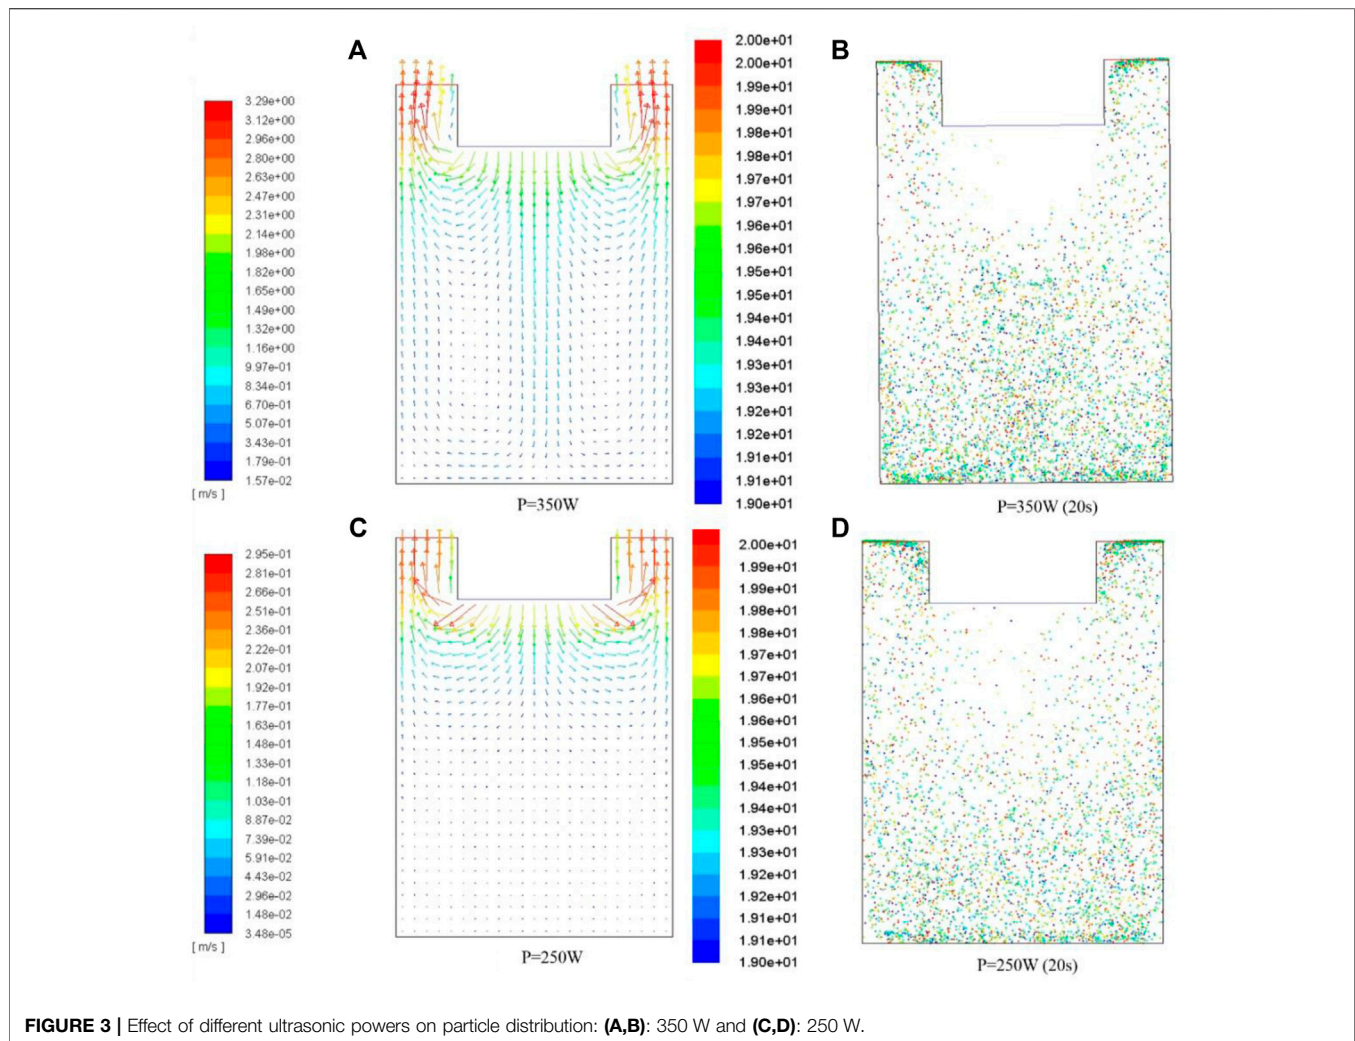 A
3.29e+00
3.12e+00
2.96e+00
2.80e+00
2.63e+00
2.47e+00
2.31e+00
2.14e+00
1.98e+00
1.82e+00
1.65e+00
1.49e+00
1.32e+00
1.16e+00
9.97e-01
8.34e-01
6.70e-01
5.07e-01
3.43e-01
1.79e-01
1.57e-02
[ m/s ]
P=350W
B
2.00e+01
2.00e+01
1.99e+01
1.99e+01
1.98e+01
1.98e+01
1.97e+01
1.97e+01
1.96e+01
1.96e+01
1.95e+01
1.95e+01
1.94e+01
1.94e+01
1.93e+01
1.93e+01
1.92e+01
1.92e+01
1.91e+01
1.91e+01
1.90e+01
P=350W (20s)
C
2.95e-01
2.81e-01
2.66e-01
2.51e-01
2.36e-01
2.22e-01
2.07e-01
1.92e-01
1.77e-01
1.63e-01
1.48e-01
1.33e-01
1.18e-01
1.03e-01
8.87e-02
7.39e-02
5.91e-02
4.43e-02
2.96e-02
1.48e-02
3.48e-05
[ m/s ]
P=250W
D
2.00e+01
1.99e+01
1.99e+01
1.98e+01
1.98e+01
1.97e+01
1.97e+01
1.96e+01
1.96e+01
1.95e+01
1.95e+01
1.94e+01
1.94e+01
1.93e+01
1.93e+01
1.92e+01
1.92e+01
1.91e+01
1.91e+01
1.90e+01
P=250W (20s)
FIGURE 3 | Effect of different ultrasonic powers on particle distribution: (A,B): 350 W and (C,D): 250 W.